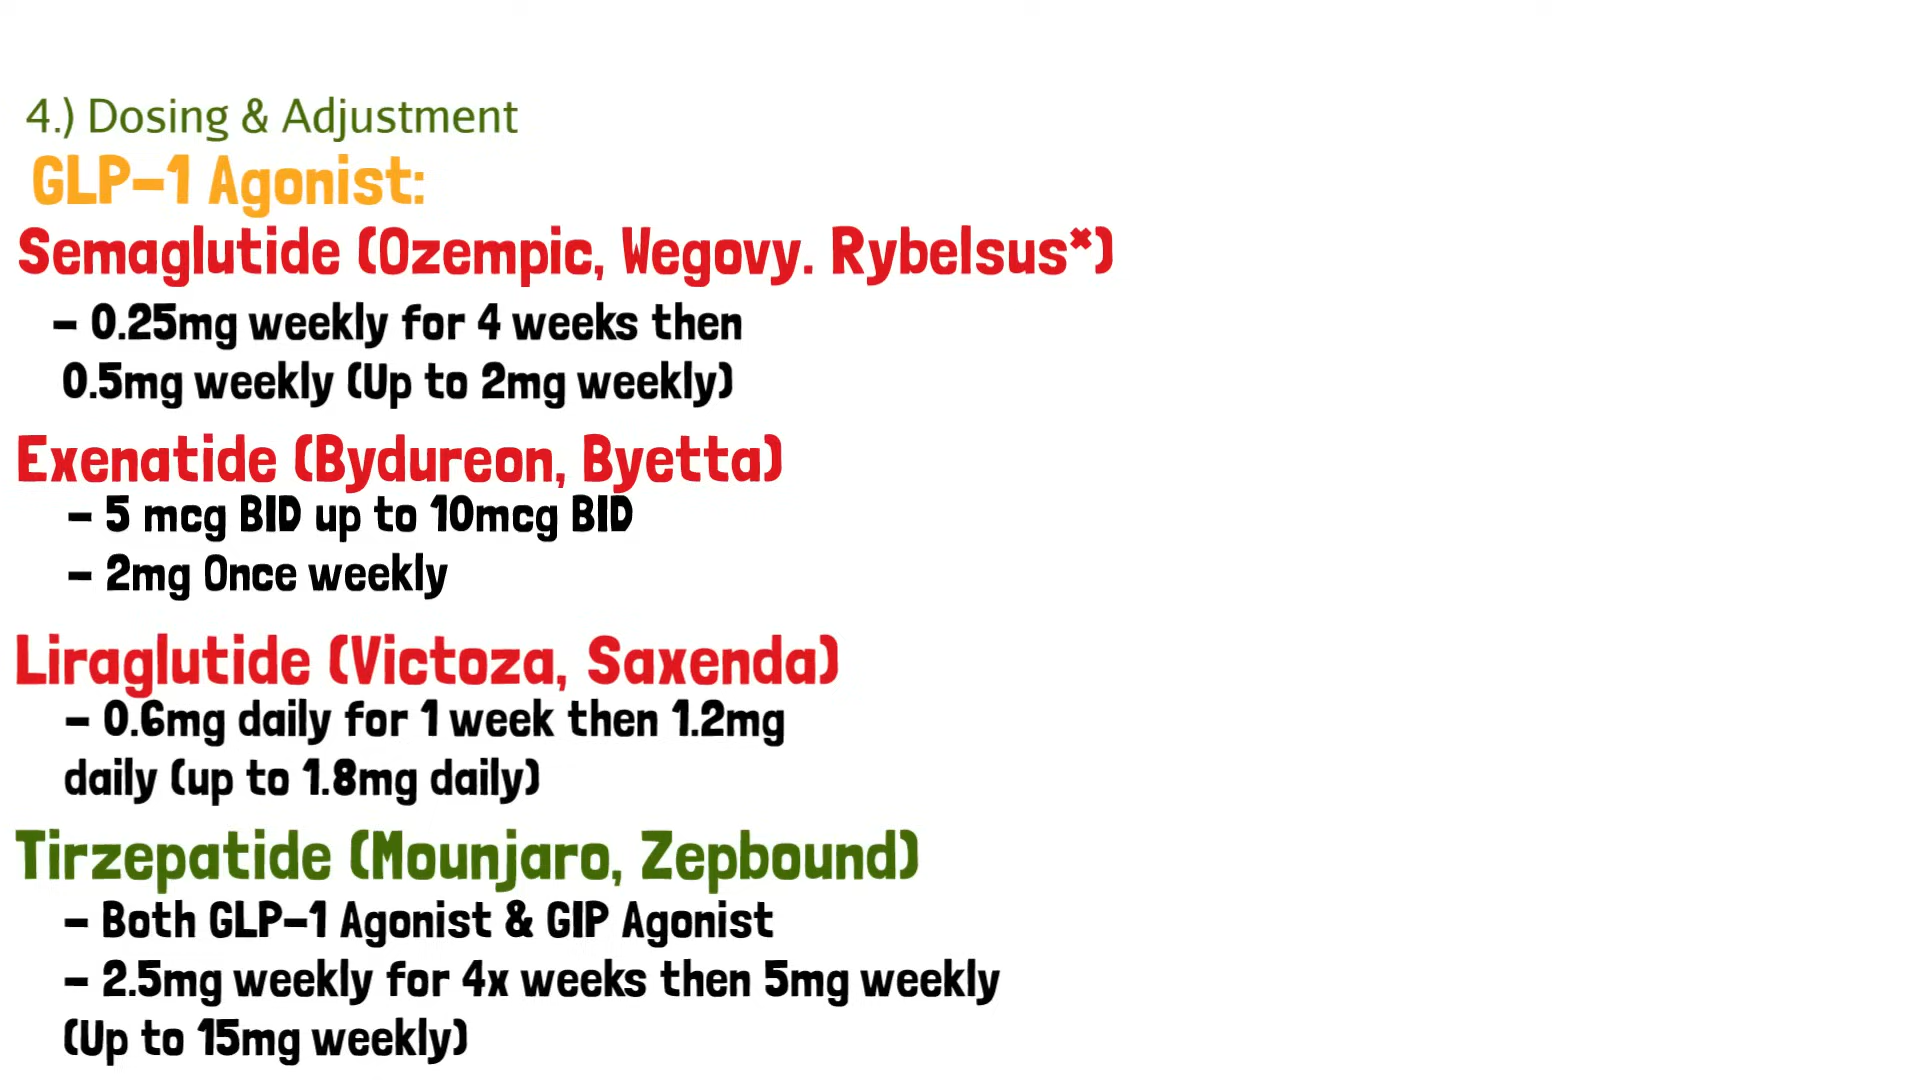 4.) Dosing & Adjustment
GLP-1 Agonist:
Semaglutide (Ozempic, Wegovy. Rybelsus*)
- 0.25mg weekly for 4 weeks then
0.5mg weekly (Up to 2mg weekly)
Exenatide (Bydureon, Byetta)
- 5 mcg BID up to 10mcg BID
- 2mg Once weekly
Liraglutide (Victoza, Saxenda)
- 0.6mg daily for 1 week then 1.2mg
daily (up to 1.8mg daily)
Tirzepatide (Mounjaro, Zepbound)
- Both GLP-1 Agonist & GIP Agonist
- 2.5mg weekly for 4x weeks then 5mg weekly
(Up to 15mg weekly)